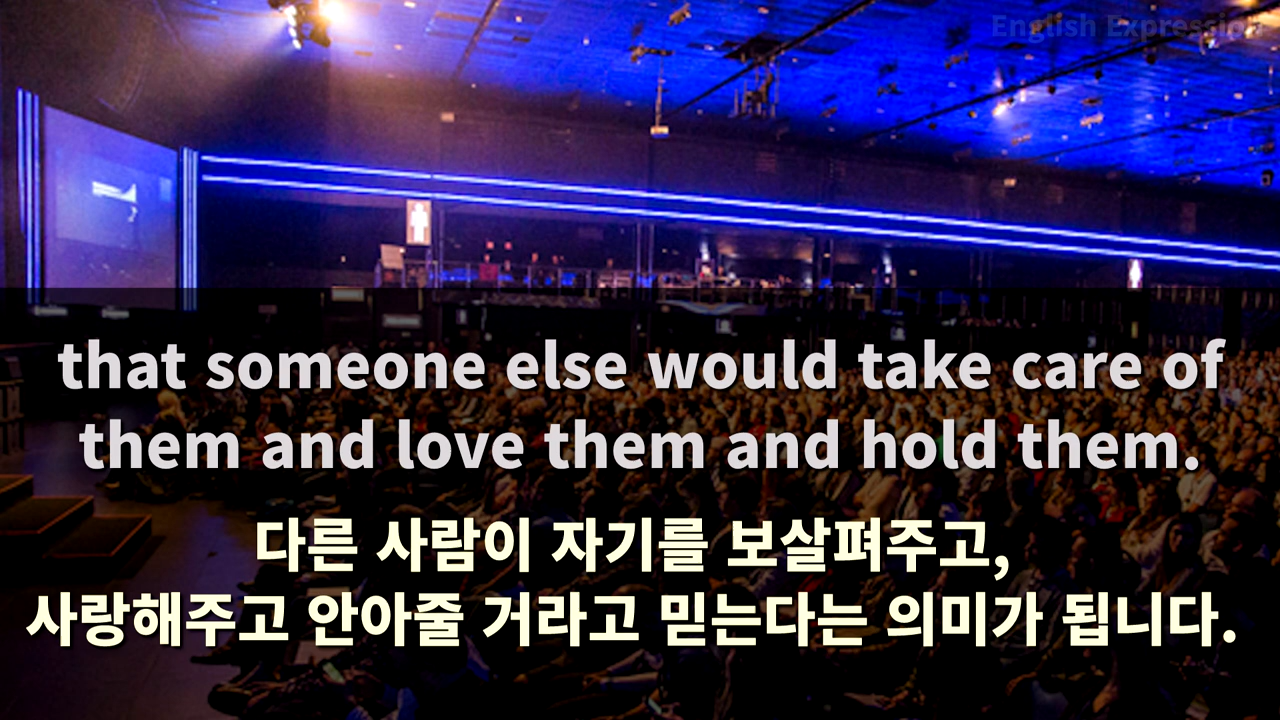 English Expression
that someone else would take care of
them and love them and hold them.
다른 사람이 자기를 보살펴주고,
사랑해주고 안아줄 거라고 믿는다는 의미가 됩니다.